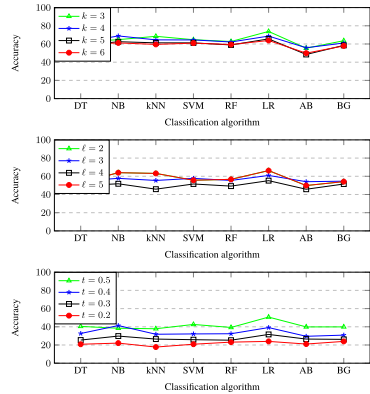 100
80
60
40
20
0
Accuracy
k = 3
k = 4
k = 5
k = 6
DT NB kNN SVM RF LR AB BG
Classification algorithm
100
80
60
40
20
0
Accuracy
ℓ = 2
ℓ = 3
ℓ = 4
ℓ = 5
DT NB kNN SVM RF LR AB BG
Classification algorithm
100
80
60
40
20
0
Accuracy
t = 0.5
t = 0.4
t = 0.3
t = 0.2
DT NB kNN SVM RF LR AB BG
Classification algorithm